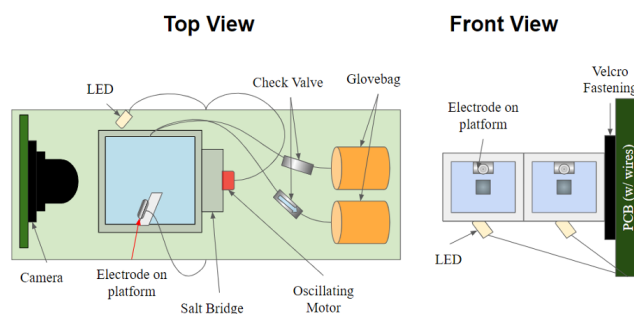 Top View
Front View
LED
Check Valve
Glovebag
Camera
Electrode on
platform
Salt Bridge
Oscillating
Motor
Velcro
Fastening
Electrode on
platform
LED
PCB (w/ wires)